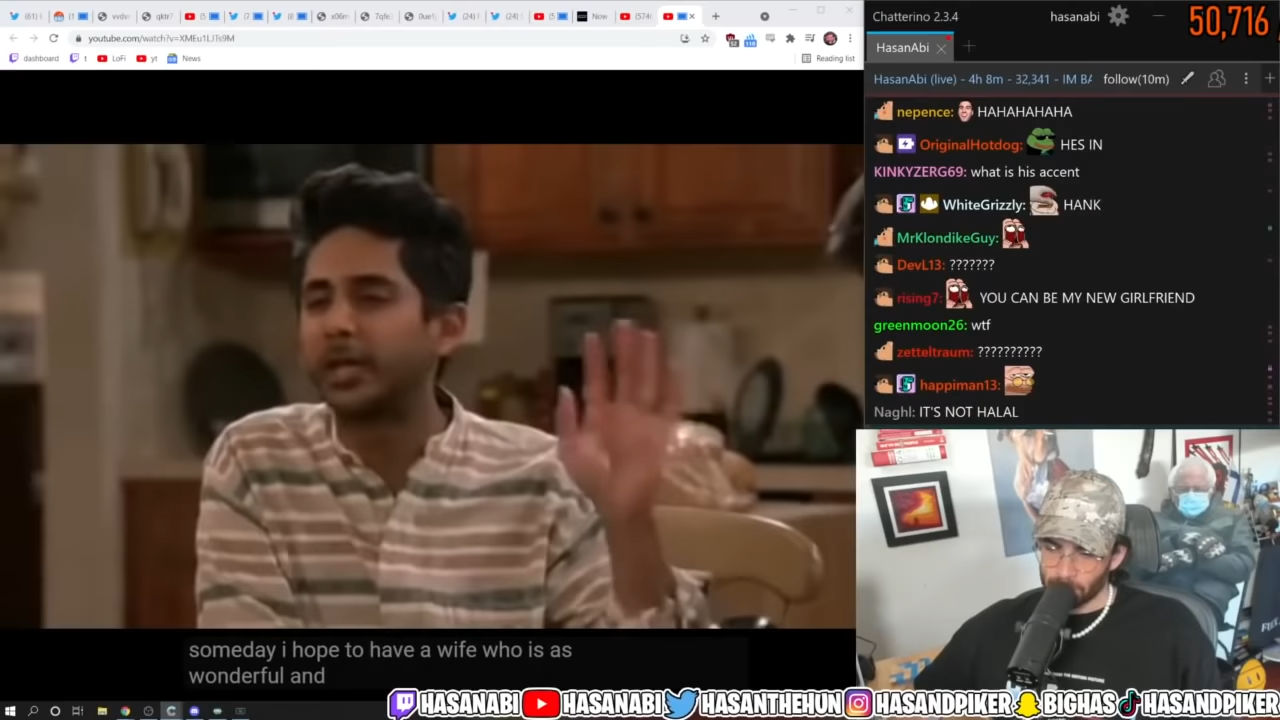 youtube.com/watch?v=XMEu1LJTs9M
dashboard
t
LoFi
yt
News
Reading list
Now
Chatterino 2.3.4
hasanabi
50,716
HasanAbi
HasanAbi (live) - 4h 8m - 32,341 - IM BA
follow(10m)
nepence: HAHAHAHAHA
OriginalHotdog: HES IN
KINKYZERG69: what is his accent
WhiteGrizzly: HANK
MrKlondikeGuy:
DevL13: ???????
rising7: YOU CAN BE MY NEW GIRLFRIEND
greenmoon26: wtf
zetteltraum: ??????????
happiman13:
Naghl: IT'S NOT HALAL
someday i hope to have a wife who is as
wonderful and
HASANABI HASANABI HASANTHEHUN HASANDPIKER BIGHAS HASANDPIKER